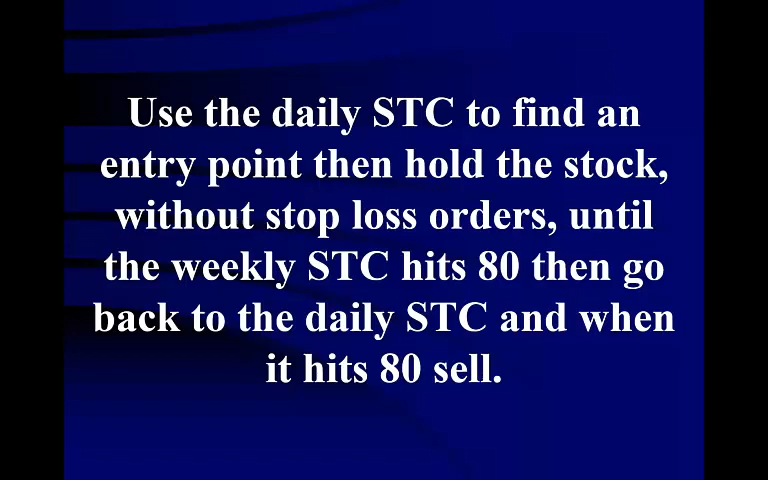 Use the daily STC to find an
entry point then hold the stock,
without stop loss orders, until
the weekly STC hits 80 then go
back to the daily STC and when
it hits 80 sell.